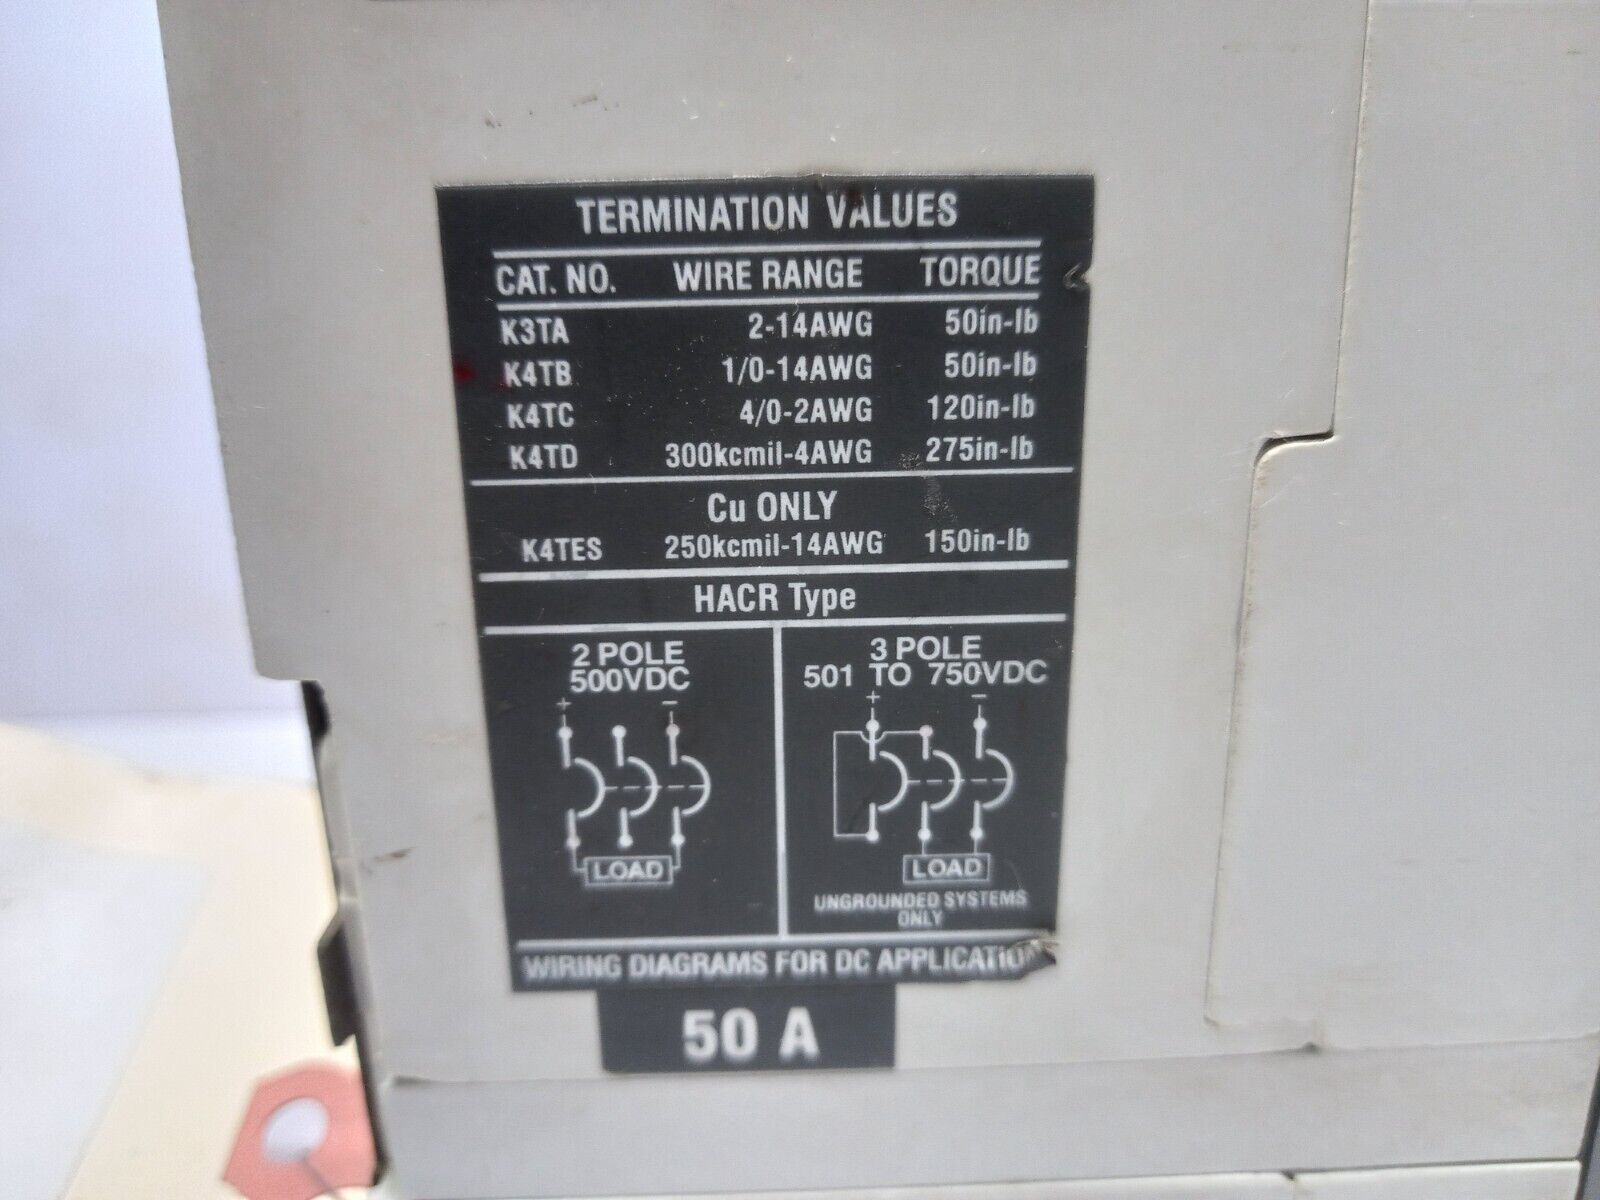 TERMINATION VALUES
CAT. NO. WIRE RANGE TORQUE
K3TA 2-14AWG 50in-lb
K4TB 1/0-14AWG 50in-lb
K4TC 4/0-2AWG 120in-lb
K4TD 300kcmil-4AWG 275in-lb
Cu ONLY
K4TES 250kcmil-14AWG 150in-lb
HACR Type
2 POLE
500VDC
+ −
LOAD
3 POLE
501 TO 750VDC
+ −
LOAD
UNGROUNDED SYSTEMS
ONLY
WIRING DIAGRAMS FOR DC APPLICATION
50 A